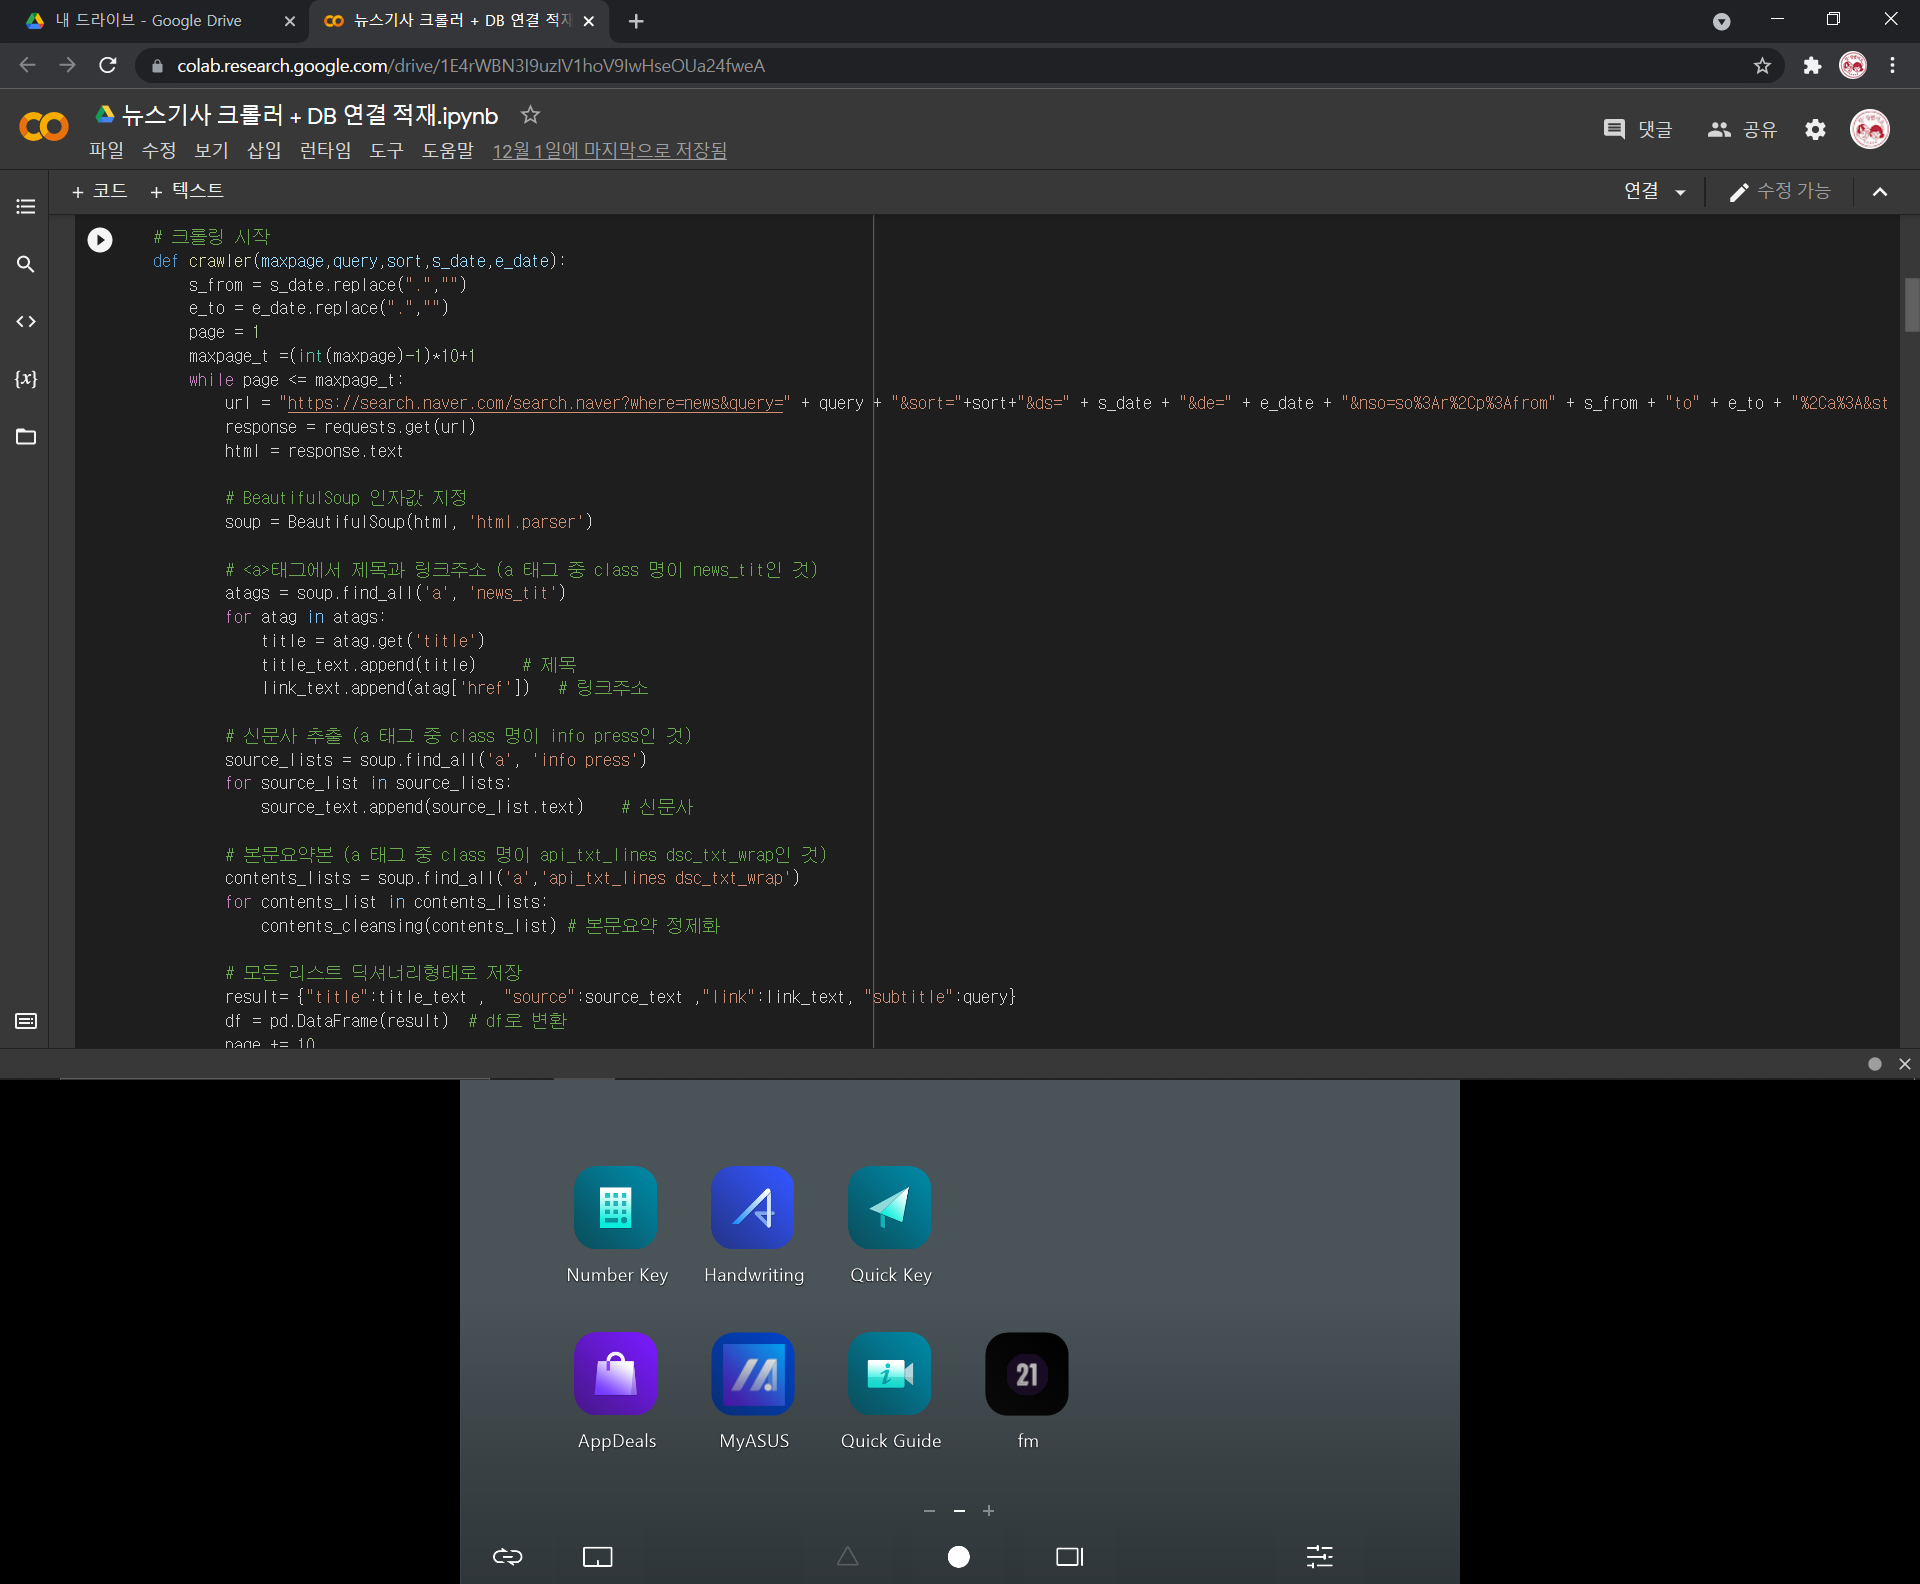 내 드라이브 - Google Drive
뉴스기사 크롤러 + DB 연결 적재
colab.research.google.com/drive/1E4rWBN3I9uzIV1hoV9IwHseOUa24fweA
뉴스기사 크롤러 + DB 연결 적재.ipynb
댓글
공유
파일 수정 보기 삽입 런타임 도구 도움말 12월 1일에 마지막으로 저장됨
+ 코드 + 텍스트
연결
수정 가능
# 크롤링 시작
def crawler(maxpage,query,sort,s_date,e_date):
    s_from = s_date.replace(".","")
    e_to = e_date.replace(".","")
    page = 1
    maxpage_t =(int(maxpage)-1)*10+1
    while page <= maxpage_t:
        url = "https://search.naver.com/search.naver?where=news&query=" + query + "&sort="+sort+"&ds=" + s_date + "&de=" + e_date + "&nso=so%3Ar%2Cp%3Afrom" + s_from + "to" + e_to + "%2Ca%3A&st
        response = requests.get(url)
        html = response.text
        # BeautifulSoup 인자값 지정
        soup = BeautifulSoup(html, 'html.parser')
        # <a>태그에서 제목과 링크주소 (a 태그 중 class 명이 news_tit인 것)
        atags = soup.find_all('a', 'news_tit')
        for atag in atags:
            title = atag.get('title')
            title_text.append(title)     # 제목
            link_text.append(atag['href'])   # 링크주소
        # 신문사 추출 (a 태그 중 class 명이 info press인 것)
        source_lists = soup.find_all('a', 'info press')
        for source_list in source_lists:
            source_text.append(source_list.text)    # 신문사
        # 본문요약본 (a 태그 중 class 명이 api_txt_lines dsc_txt_wrap인 것)
        contents_lists = soup.find_all('a','api_txt_lines dsc_txt_wrap')
        for contents_list in contents_lists:
            contents_cleansing(contents_list) # 본문요약 정제화
        # 모든 리스트 딕셔너리형태로 저장
        result= {"title":title_text ,  "source":source_text ,"link":link_text, "subtitle":query}
        df = pd.DataFrame(result)  # df로 변환
        page += 10
Number Key
Handwriting
Quick Key
21
AppDeals
MyASUS
Quick Guide
fm